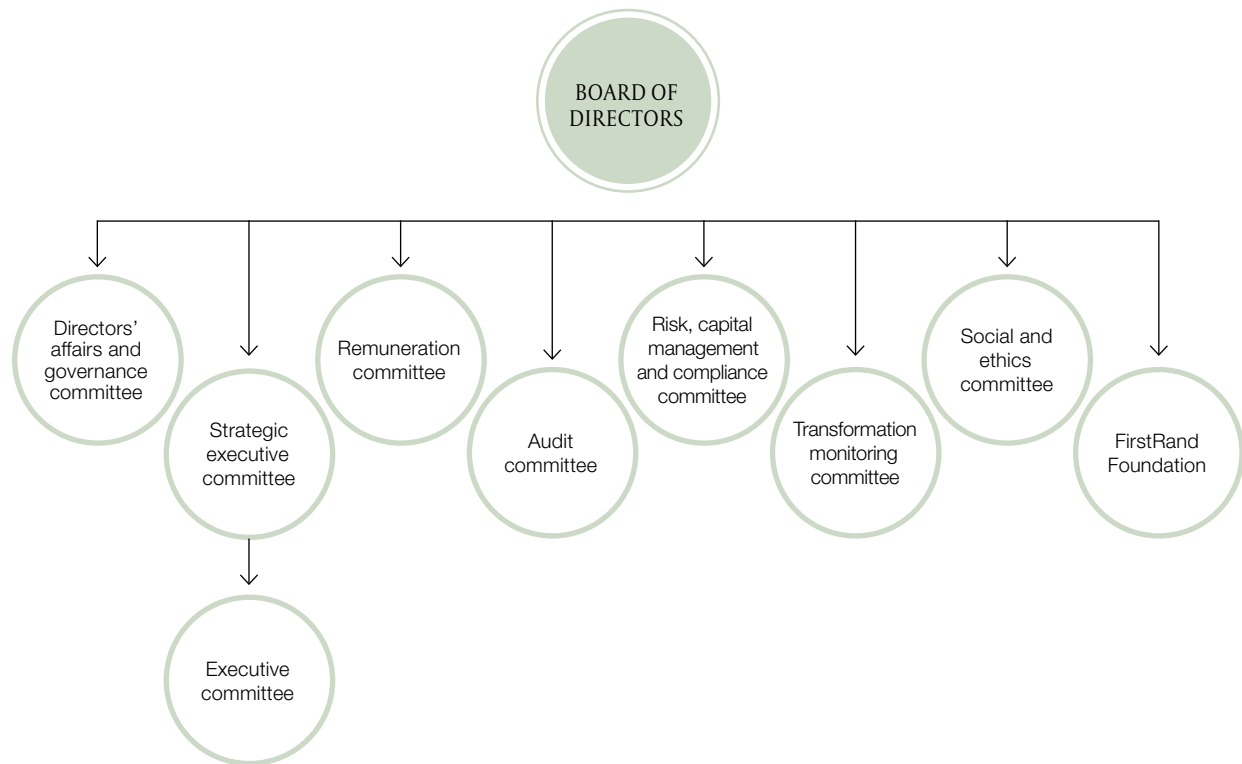 BOARD OF
DIRECTORS
Directors’
affairs and
governance
committee
Strategic
executive
committee
Remuneration
committee
Audit
committee
Risk, capital
management
and compliance
committee
Transformation
monitoring
committee
Social and
ethics
committee
FirstRand
Foundation
Executive
committee